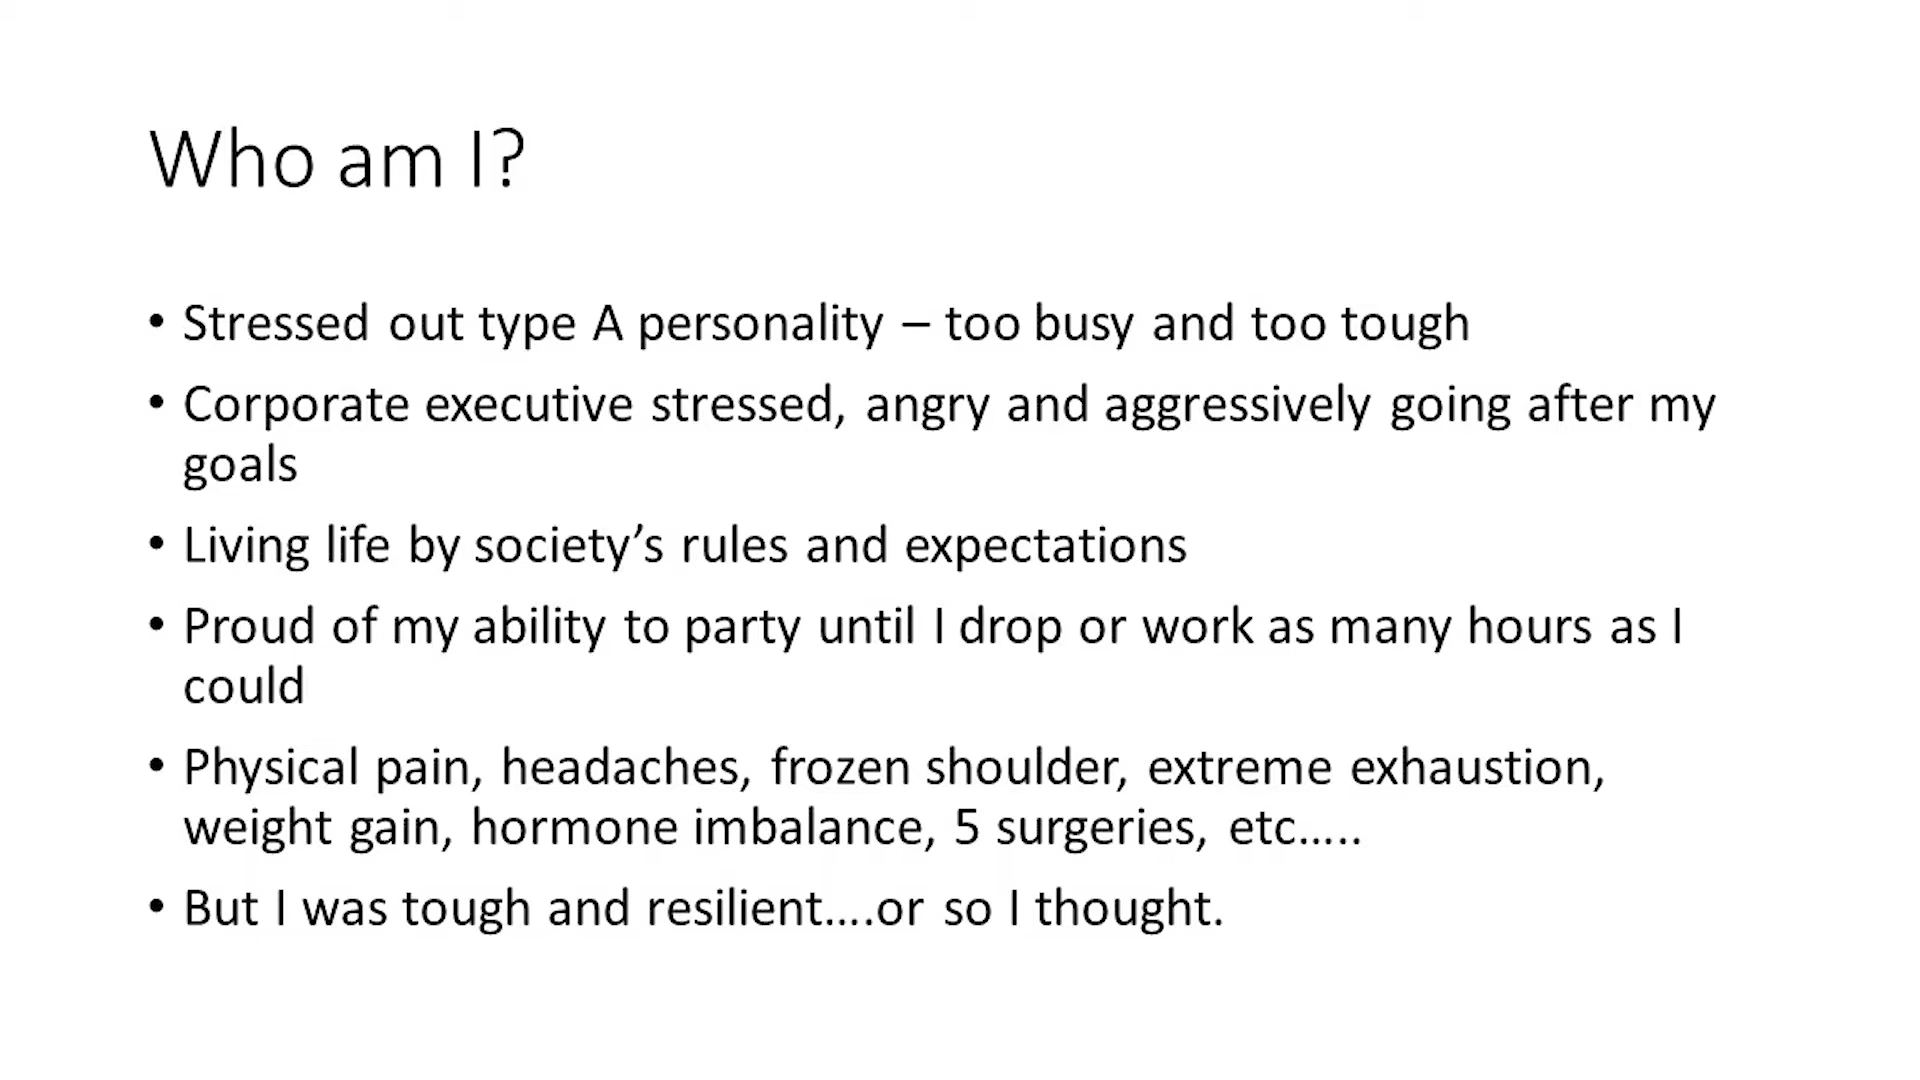 Who am I?
• Stressed out type A personality – too busy and too tough
• Corporate executive stressed, angry and aggressively going after my
goals
• Living life by society’s rules and expectations
• Proud of my ability to party until I drop or work as many hours as I
could
• Physical pain, headaches, frozen shoulder, extreme exhaustion,
weight gain, hormone imbalance, 5 surgeries, etc…..
• But I was tough and resilient….or so I thought.